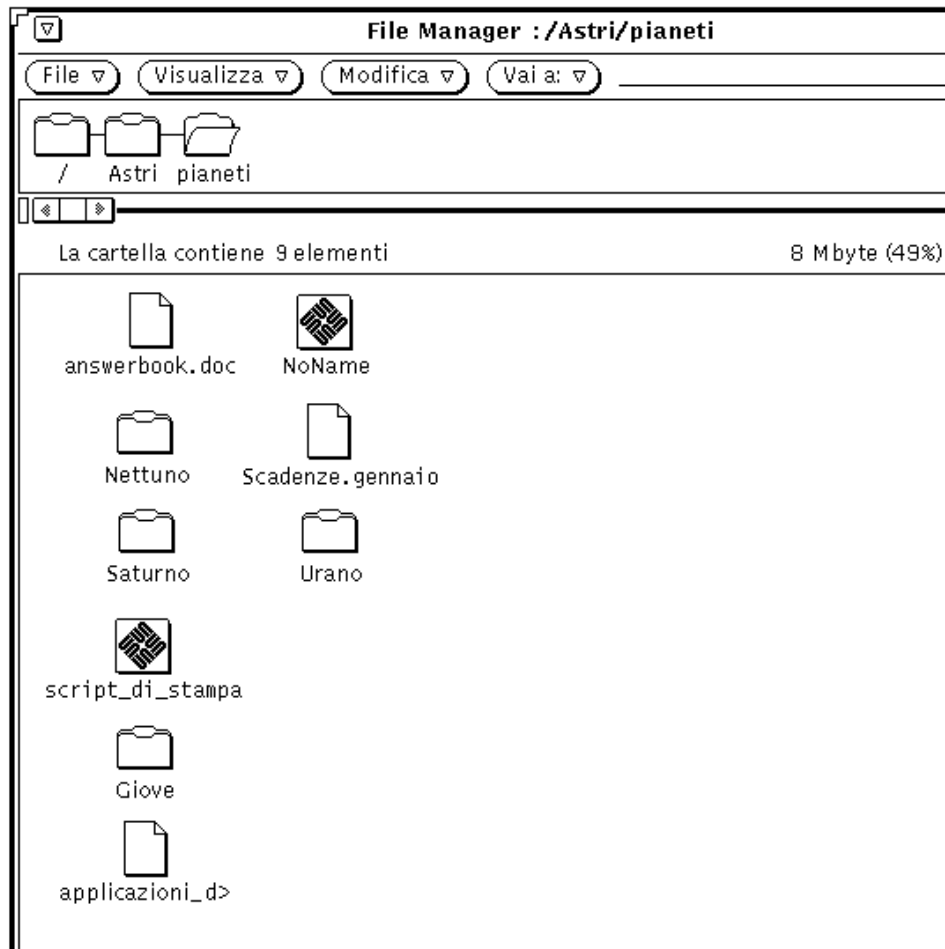 File Manager :/Astri/pianeti
File Visualizza Modifica Vai a:
/ Astri pianeti
La cartella contiene 9 elementi 8 Mbyte (49%)
answerbook.doc NoName
Nettuno Scadenze.gennaio
Saturno Urano
script_di_stampa
Giove
applicazioni_d>